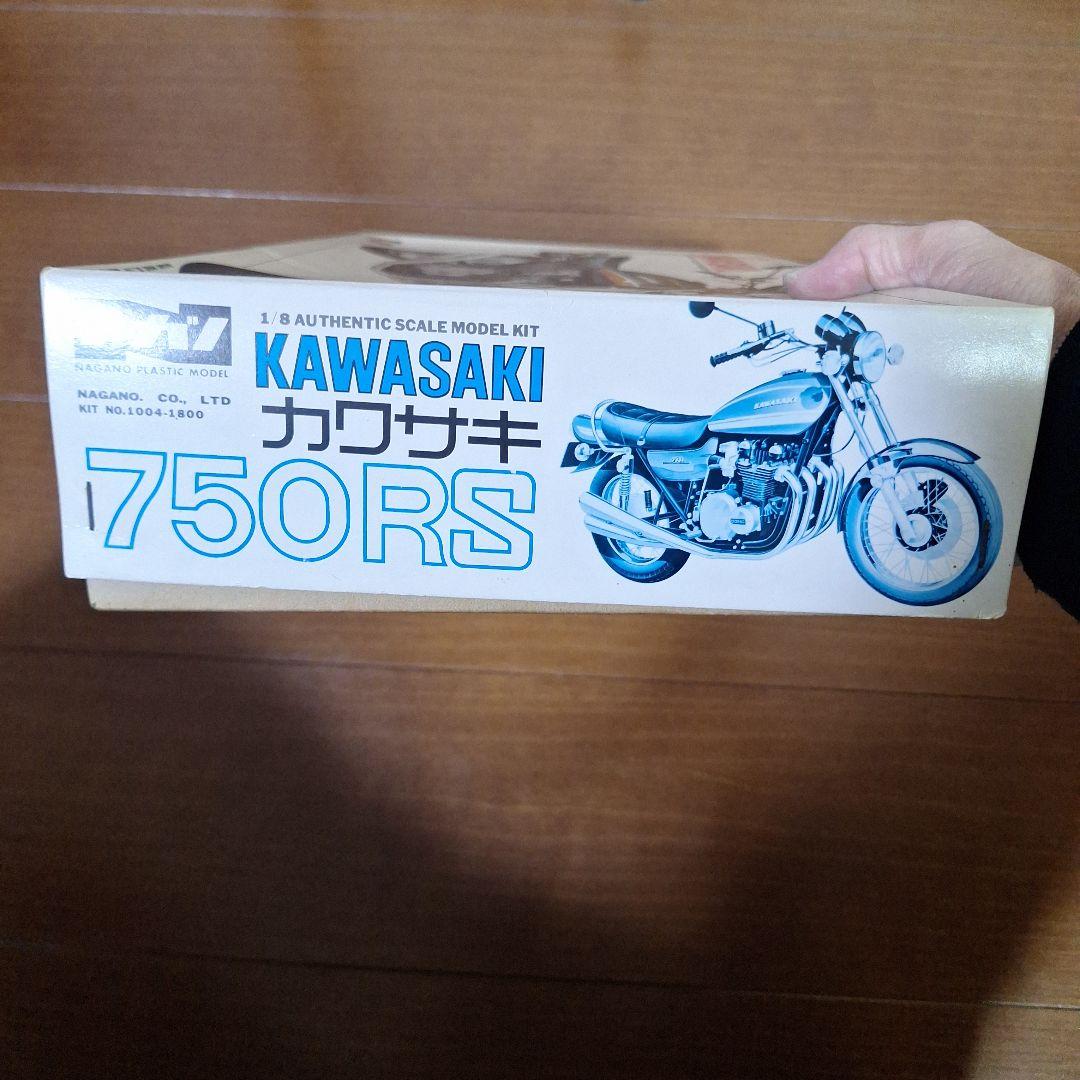 NAGANO PLASTIC MODEL
NAGANO. CO., LTD
KIT NO.1004-1800
1/8 AUTHENTIC SCALE MODEL KIT
KAWASAKI
カワサキ
750RS
KAWASAKI